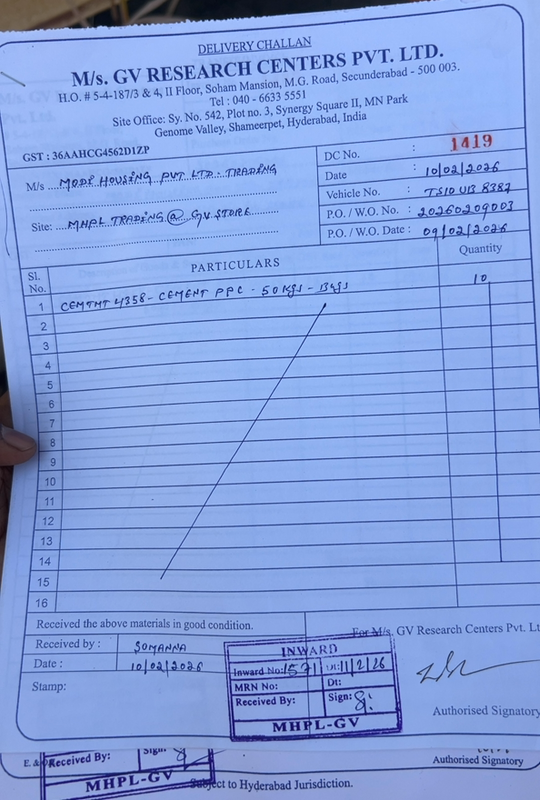 DELIVERY CHALLAN
M/s. GV RESEARCH CENTERS PVT. LTD.
H.O. # 5-4-187/3 & 4, II Floor, Soham Mansion, M.G. Road, Secunderabad - 500 003.
Tel : 040 - 6633 5551
Site Office: Sy. No. 542, Plot no. 3, Synergy Square II, MN Park
Genome Valley, Shameerpet, Hyderabad, India
GST : 36AAHCG4562D1ZP
DC No. : 1419
M/s MODI HOUSING PVT LTD - TRADING
Date : 10/02/2026
Vehicle No. : TS10UB 8387
Site: MHPL TRADING @ GV STORE
P.O. / W.O. No. : 20260209003
P.O. / W.O. Date : 09/02/2026
Sl. No. PARTICULARS Quantity
1 CEMTMT 4358 - CEMENT PPC - 50 Kgs - Bags 10
2
3
4
5
6
7
8
9
10
11
12
13
14
15
16
Received the above materials in good condition.
For M/s. GV Research Centers Pvt. Lt
Received by : SOMANNA
Date : 10/02/2026
Stamp:
INWARD
Inward No: 1571 Dt: 11/2/26
MRN No: Dt:
Received By: Sign:
MHPL-GV
Authorised Signatory
E. &
Received By: Sign:
MHPL-GV
Authorised Signatory
Subject to Hyderabad Jurisdiction.